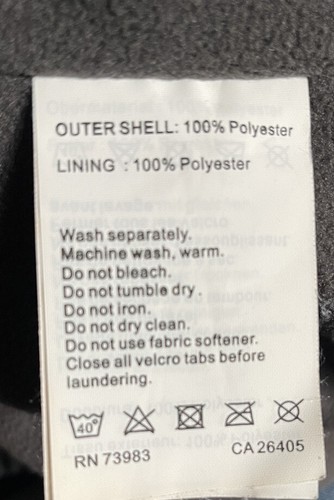 OUTER SHELL: 100% Polyester
LINING : 100% Polyester
Wash separately.
Machine wash, warm.
Do not bleach.
Do not tumble dry.
Do not iron.
Do not dry clean.
Do not use fabric softener.
Close all velcro tabs before
laundering.
40°
RN 73983 CA 26405